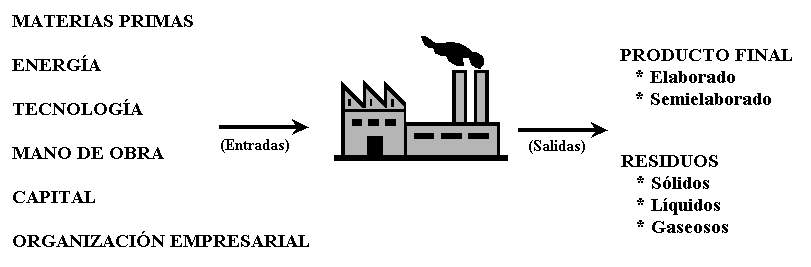 MATERIAS PRIMAS
ENERGÍA
TECNOLOGÍA
MANO DE OBRA
CAPITAL
ORGANIZACIÓN EMPRESARIAL
(Entradas)
(Salidas)
PRODUCTO FINAL
* Elaborado
* Semielaborado
RESIDUOS
* Sólidos
* Líquidos
* Gaseosos